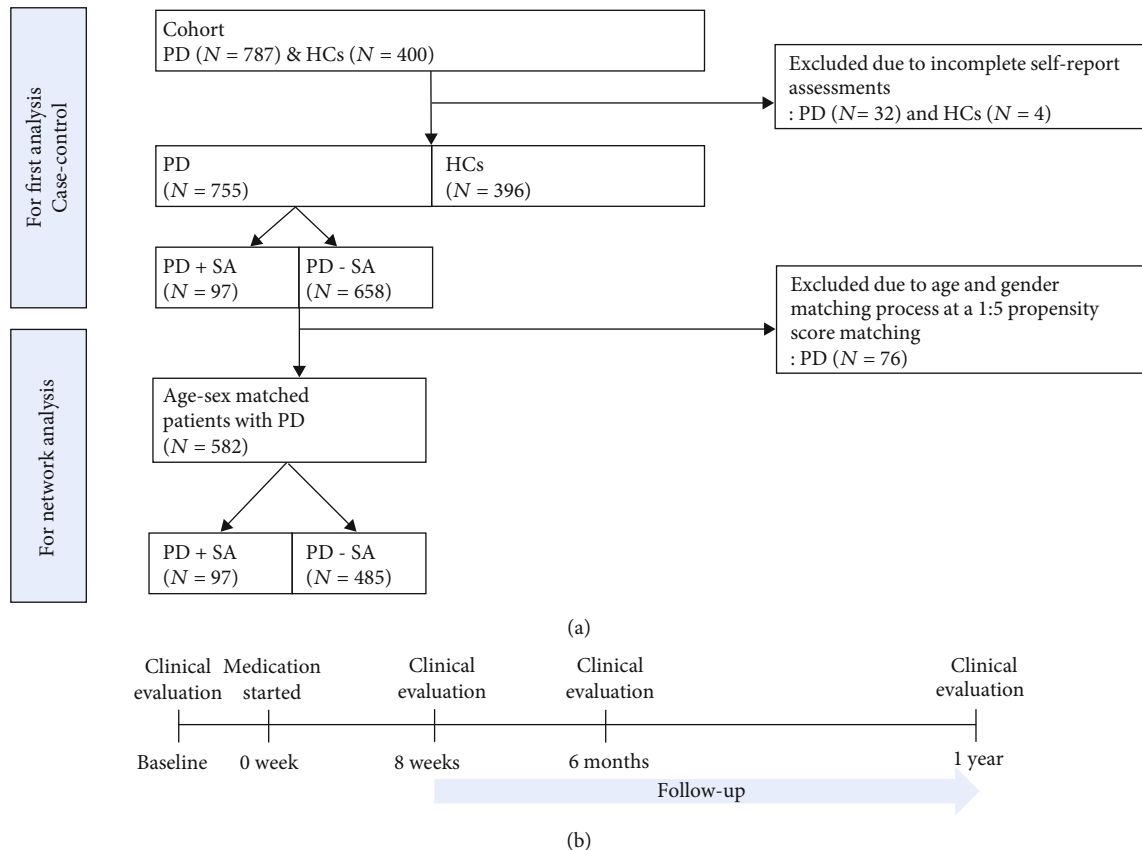 For first analysis
Case-control
Cohort
PD (N = 787) & HCs (N = 400)
Excluded due to incomplete self-report
assessments
: PD (N= 32) and HCs (N = 4)
PD
(N = 755)
HCs
(N = 396)
PD + SA
(N = 97)
PD - SA
(N = 658)
Excluded due to age and gender
matching process at a 1:5 propensity
score matching
: PD (N = 76)
For network analysis
Age-sex matched
patients with PD
(N = 582)
PD + SA
(N = 97)
PD - SA
(N = 485)
(a)
Clinical
evaluation
Medication
started
Clinical
evaluation
Clinical
evaluation
Clinical
evaluation
Baseline
0 week
8 weeks
6 months
1 year
Follow-up
(b)